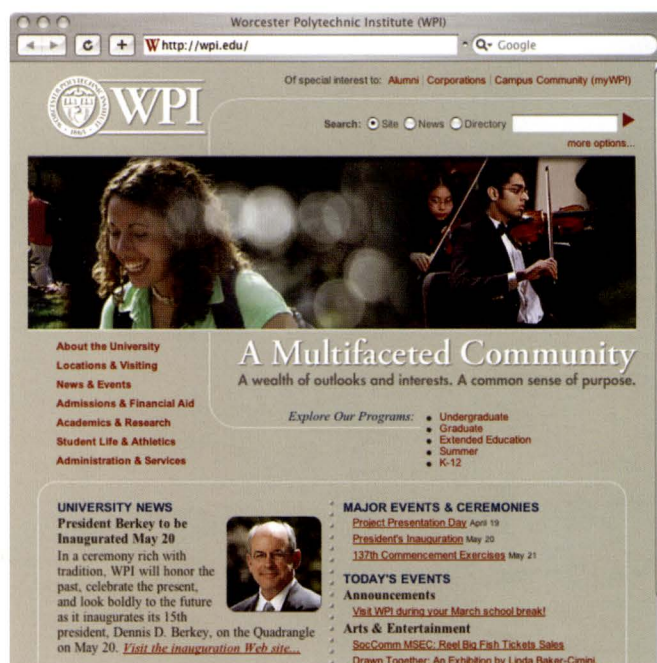 Worcester Polytechnic Institute (WPI)
W http://wpi.edu/
Q- Google
Of special interest to: Alumni | Corporations | Campus Community (myWPI)
WORCESTER POLYTECHNIC INSTITUTE
1865
WPI
Search: Site News Directory
more options...
About the University
Locations & Visiting
News & Events
Admissions & Financial Aid
Academics & Research
Student Life & Athletics
Administration & Services
A Multifaceted Community
A wealth of outlooks and interests. A common sense of purpose.
Explore Our Programs:
• Undergraduate
• Graduate
• Extended Education
• Summer
• K-12
UNIVERSITY NEWS
President Berkey to be
Inaugurated May 20
In a ceremony rich with
tradition, WPI will honor the
past, celebrate the present,
and look boldly to the future
as it inaugurates its 15th
president, Dennis D. Berkey, on the Quadrangle
on May 20. Visit the inauguration Web site...
MAJOR EVENTS & CEREMONIES
Project Presentation Day April 19
President's Inauguration May 20
137th Commencement Exercises May 21
TODAY'S EVENTS
Announcements
Visit WPI during your March school break!
Arts & Entertainment
SocComm MSEC: Reel Big Fish Tickets Sales
Drawn Together: An Exhibition by Linda Baker-Cimini